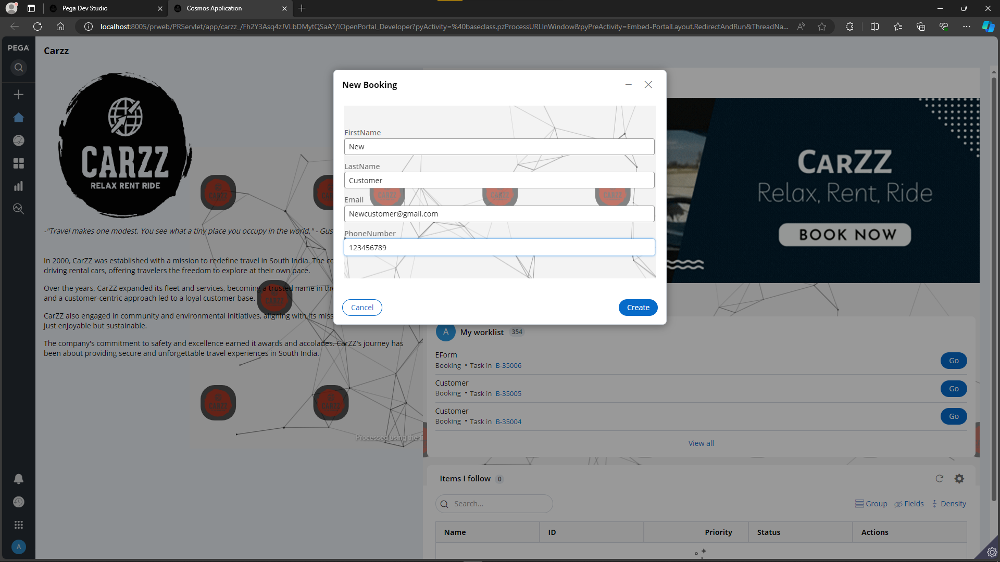 Pega Dev Studio
Cosmos Application
localhost:8005/prweb/PRServlet/app/carzz_/Fh2Y3Asq4zJVLbDMytQSaA*/!OpenPortal_Developer?pyActivity=%40baseclass.pzProcessURLInWindow&pyPreActivity=Embed-PortalLayout.RedirectAndRun&ThreadNa...
PEGA
Carzz
CARZZ
RELAX RENT RIDE
-"Travel makes one modest. You see what a tiny place you occupy in the world." - Gus
In 2000, CarZZ was established with a mission to redefine travel in South India. The co
driving rental cars, offering travelers the freedom to explore at their own pace.
Over the years, CarZZ expanded its fleet and services, becoming a trusted name in the
and a customer-centric approach led to a loyal customer base.
CarZZ also engaged in community and environmental initiatives, aligning with its miss
just enjoyable but sustainable.
The company's commitment to safety and excellence earned it awards and accolades. CarZZ's journey has
been about providing secure and unforgettable travel experiences in South India.
CARZZ
CARZZ
CARZZ
CARZZ
Processed using the f
New Booking
FirstName
New
LastName
Customer
CARZZ
CARZZ
CARZZ
Email
Newcustomer@gmail.com
PhoneNumber
123456789
Cancel
Create
CARZZ
Relax, Rent, Ride
BOOK NOW
A
My worklist 354
EForm
Booking • Task in B-35006
Go
Customer
Booking • Task in B-35005
Go
Customer
Booking • Task in B-35004
Go
View all
Items I follow 0
Search...
Group
Fields
Density
Name
ID
Priority
Status
Actions
A